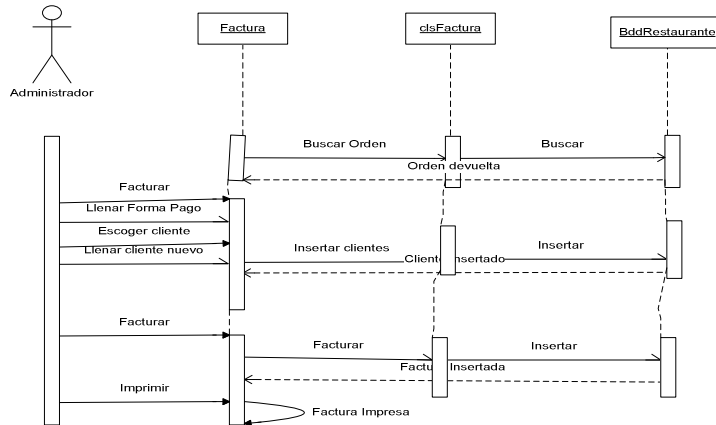 Factura
clsFactura
BddRestaurante
Administrador
Buscar Orden
Buscar
Orden devuelta
Facturar
Llenar Forma Pago
Escoger cliente
Llenar cliente nuevo
Insertar clientes
Insertar
Cliente Insertado
Facturar
Facturar
Insertar
Factura Insertada
Imprimir
Factura Impresa